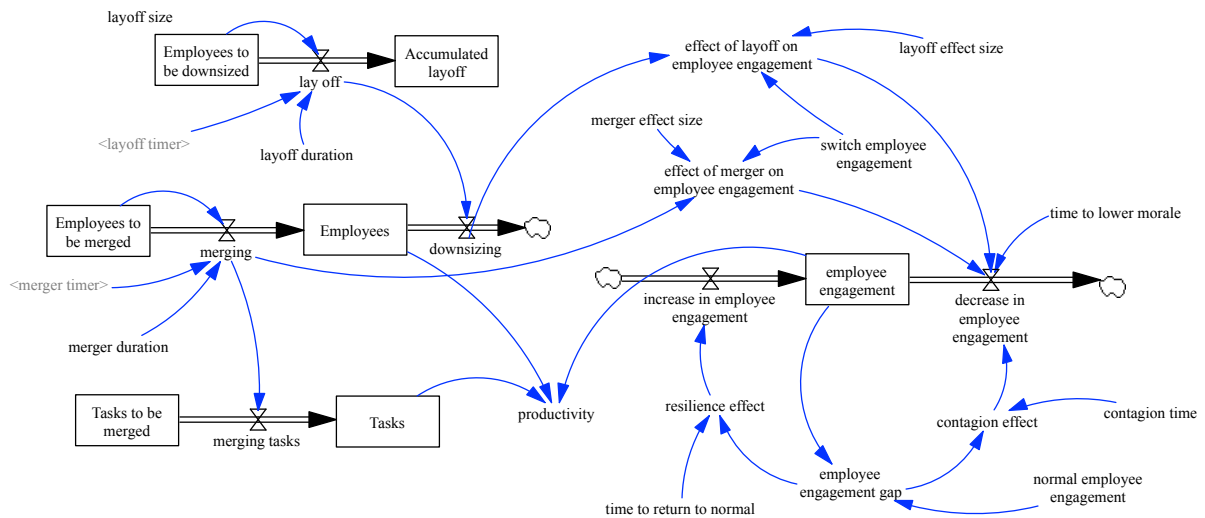 layoff size
Employees to
be downsized
Accumulated
layoff
lay off
<layoff timer>
layoff duration
effect of layoff on
employee engagement
layoff effect size
merger effect size
switch employee
engagement
effect of merger on
employee engagement
Employees to
be merged
merging
Employees
downsizing
time to lower morale
<merger timer>
merger duration
increase in employee
engagement
employee
engagement
decrease in
employee
engagement
Tasks to be
merged
merging tasks
Tasks
productivity
resilience effect
contagion effect
contagion time
employee
engagement gap
normal employee
engagement
time to return to normal